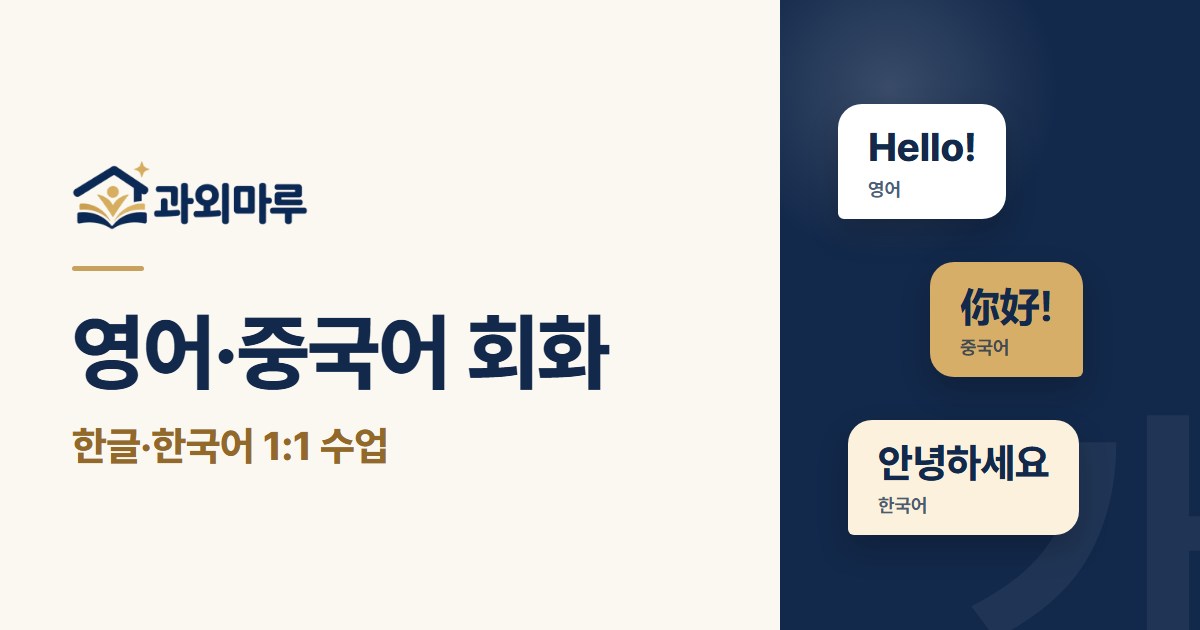 과외마루
영어·중국어 회화
한글·한국어 1:1 수업
Hello!
영어
你好!
중국어
안녕하세요
한국어
가